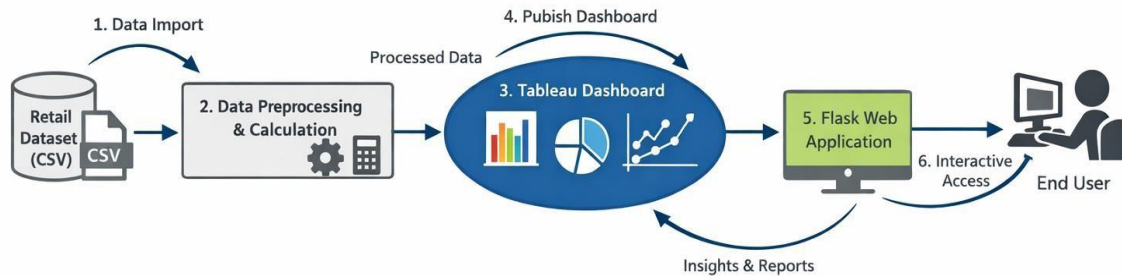 1. Data Import
4. Pubish Dashboard
Processed Data
Retail
Dataset
(CSV)
CSV
2. Data Preprocessing
& Calculation
3. Tableau Dashboard
5. Flask Web
Application
6. Interactive
Access
End User
Insights & Reports